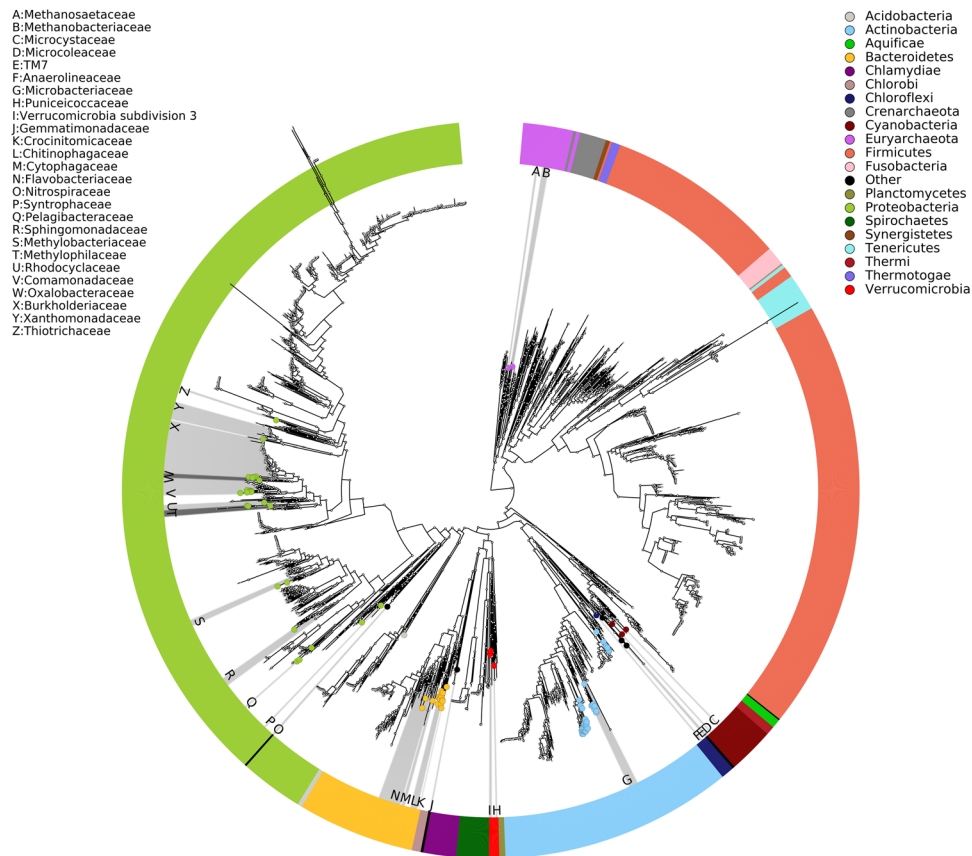 A:Methanosaetaceae
B:Methanobacteriaceae
C:Microcystaceae
D:Microcoleaceae
E:TM7
F:Anaerolineaceae
G:Microbacteriaceae
H:Puniceicoccaceae
I:Verrucomicrobia subdivision 3
J:Gemmatimonadaceae
K:Crocinitomicaceae
L:Chitinophagaceae
M:Cytophagaceae
N:Flavobacteriaceae
O:Nitrospiraceae
P:Syntrophaceae
Q:Pelagibacteraceae
R:Sphingomonadaceae
S:Methylobacteriaceae
T:Methylophilaceae
U:Rhodocyclaceae
V:Comamonadaceae
W:Oxalobacteraceae
X:Burkholderiaceae
Y:Xanthomonadaceae
Z:Thiotrichaceae
Acidobacteria
Actinobacteria
Aquificae
Bacteroidetes
Chlamydiae
Chlorobi
Chloroflexi
Crenarchaeota
Cyanobacteria
Euryarchaeota
Firmicutes
Fusobacteria
Other
Planctomycetes
Proteobacteria
Spirochaetes
Synergistetes
Tenericutes
Thermi
Thermotogae
Verrucomicrobia
A B
Z
Y
X
W
V
U
T
S
R
Q
P O
N M L K J
I H
G
F E D C